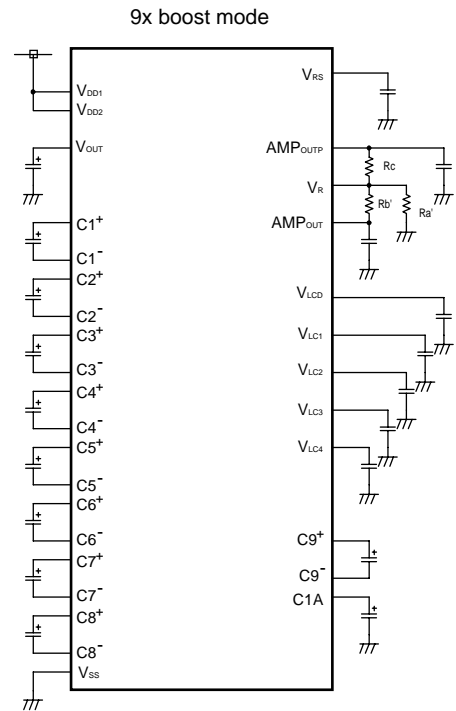 9x boost mode
VDD1
VDD2
VOUT
+
C1+
+
C1-
C2+
+
C2-
C3+
+
C3-
C4+
+
C4-
C5+
+
C5-
C6+
+
C6-
C7+
+
C7-
C8+
+
C8-
VSS
VRS
AMPOUTP
Rc
VR
Rb'
Ra'
AMPOUT
VLCD
VLC1
VLC2
VLC3
VLC4
C9+
+
C9-
C1A
+